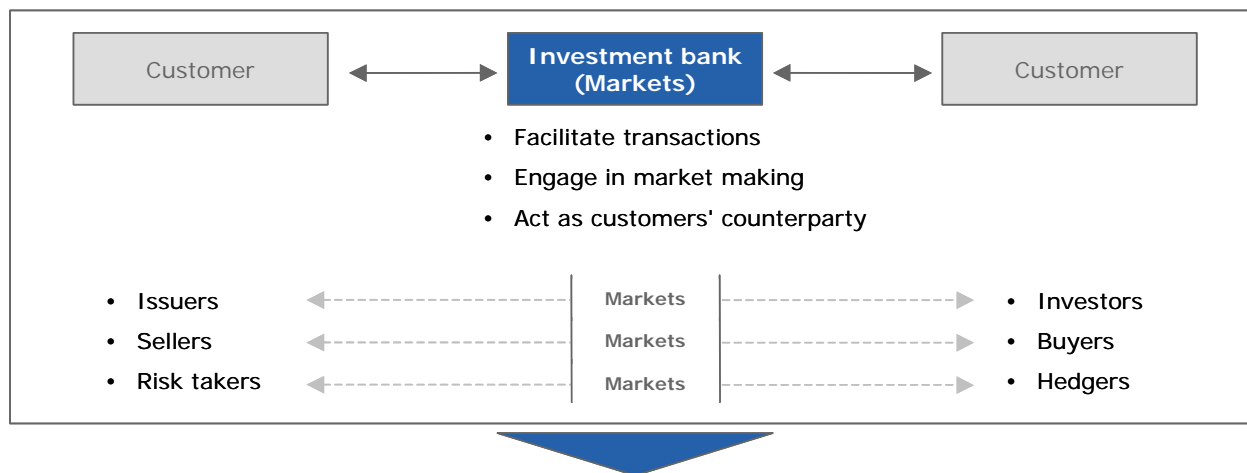 Customer
Investment bank
(Markets)
Customer
• Facilitate transactions
• Engage in market making
• Act as customers' counterparty
• Issuers
Markets
• Investors
• Sellers
Markets
• Buyers
• Risk takers
Markets
• Hedgers